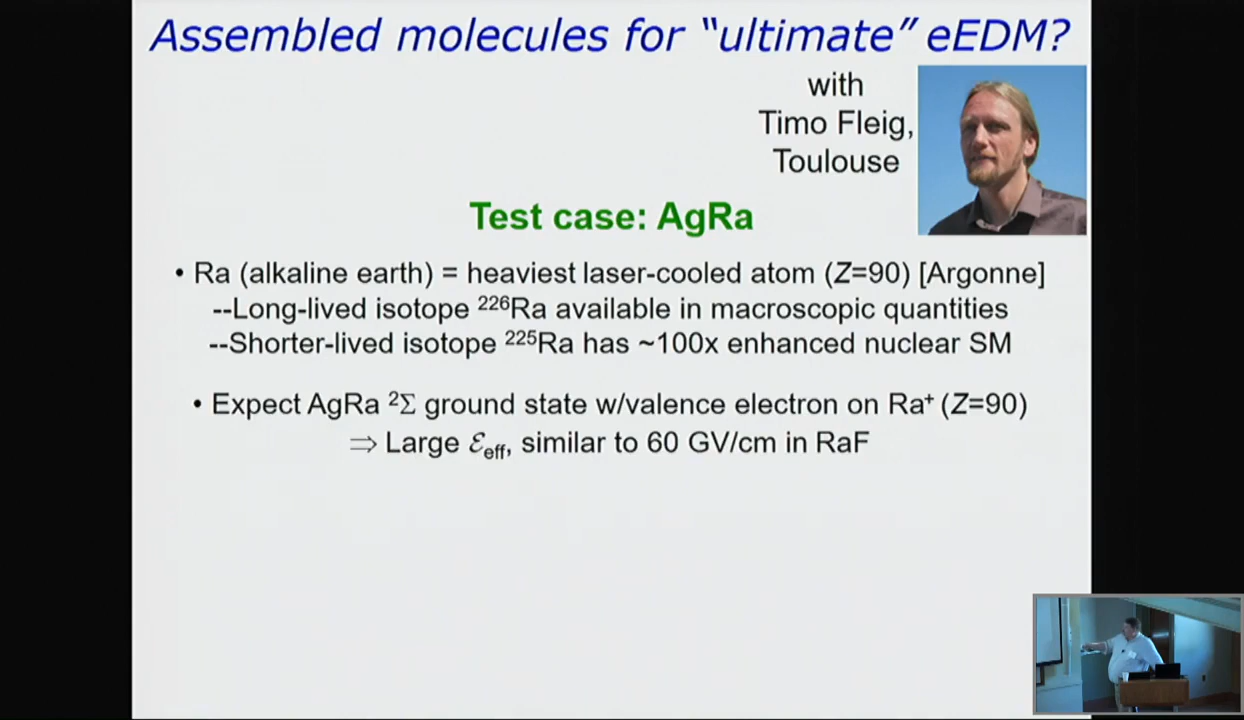 Assembled molecules for “ultimate” eEDM?
with
Timo Fleig,
Toulouse
Test case: AgRa
• Ra (alkaline earth) = heaviest laser-cooled atom (Z=90) [Argonne]
--Long-lived isotope ²²⁶Ra available in macroscopic quantities
--Shorter-lived isotope ²²⁵Ra has ~100x enhanced nuclear SM
• Expect AgRa ²Σ ground state w/valence electron on Ra⁺ (Z=90)
⇒ Large ℰeff, similar to 60 GV/cm in RaF